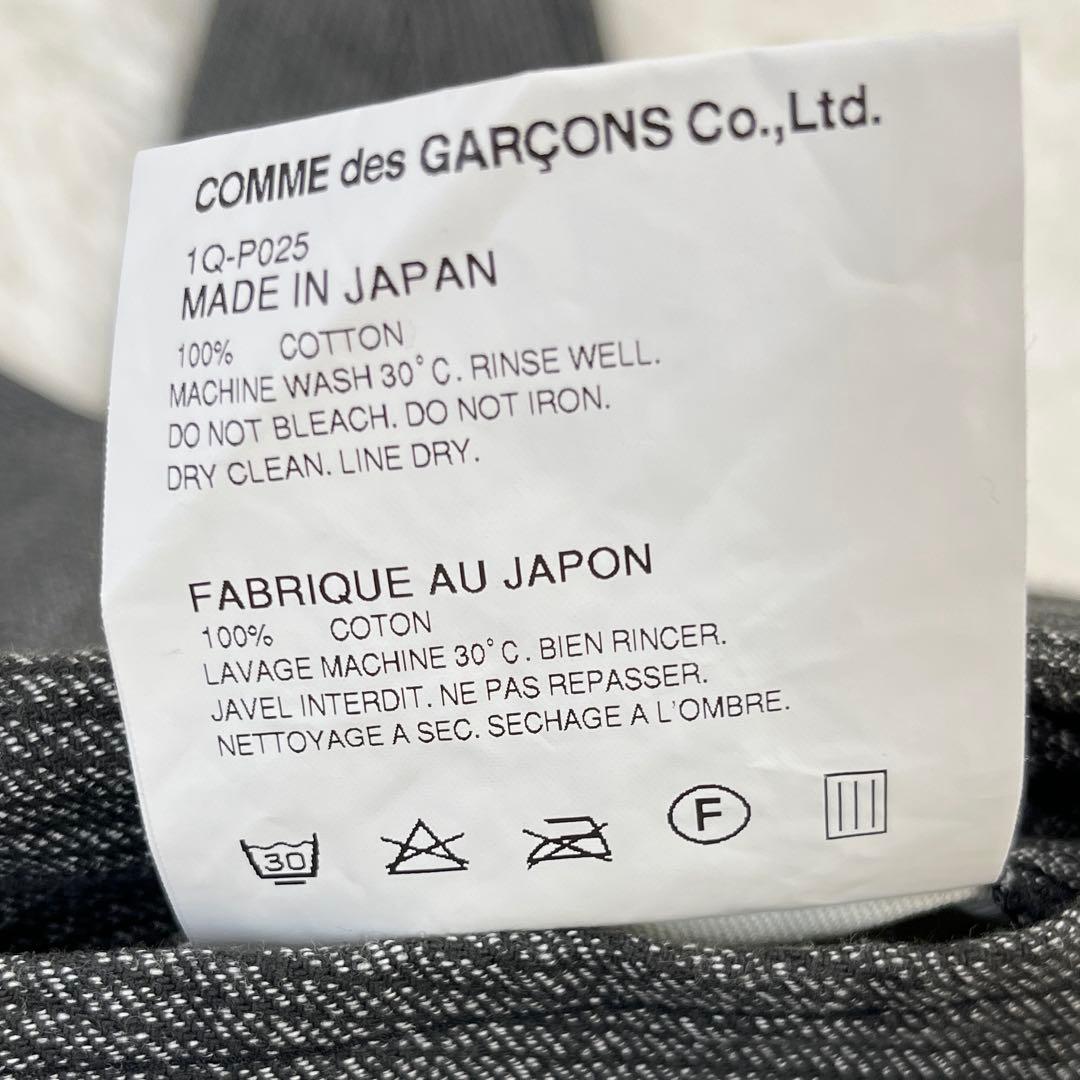 COMME des GARÇONS Co.,Ltd.
1Q-P025
MADE IN JAPAN
100% COTTON
MACHINE WASH 30°C. RINSE WELL.
DO NOT BLEACH. DO NOT IRON.
DRY CLEAN. LINE DRY.
FABRIQUE AU JAPON
100% COTON
LAVAGE MACHINE 30°C. BIEN RINCER.
JAVEL INTERDIT. NE PAS REPASSER.
NETTOYAGE A SEC. SECHAGE A L'OMBRE.
30 F